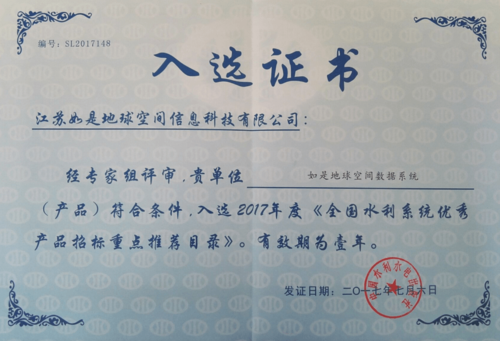 编号：SL2017148
入选证书
江苏如是地球空间信息科技有限公司：
经专家组评审，贵单位 如是地球空间数据系统
（产品）符合条件，入选2017年度《全国水利系统优秀
产品招标重点推荐目录》。有效期为壹年。
发证日期：二〇一七年七月六日